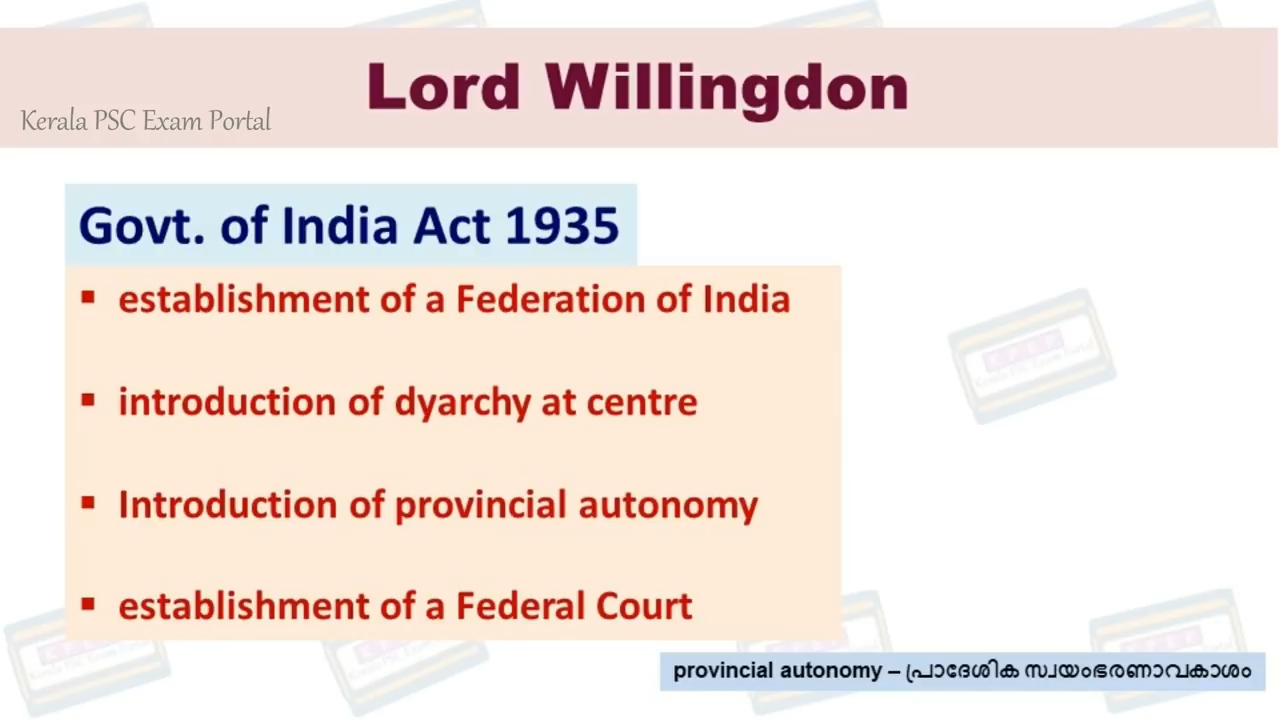 Lord Willingdon
Kerala PSC Exam Portal
Govt. of India Act 1935
▪ establishment of a Federation of India
▪ introduction of dyarchy at centre
▪ Introduction of provincial autonomy
▪ establishment of a Federal Court
provincial autonomy – പ്രാദേശിക സ്വയംഭരണാവകാശം